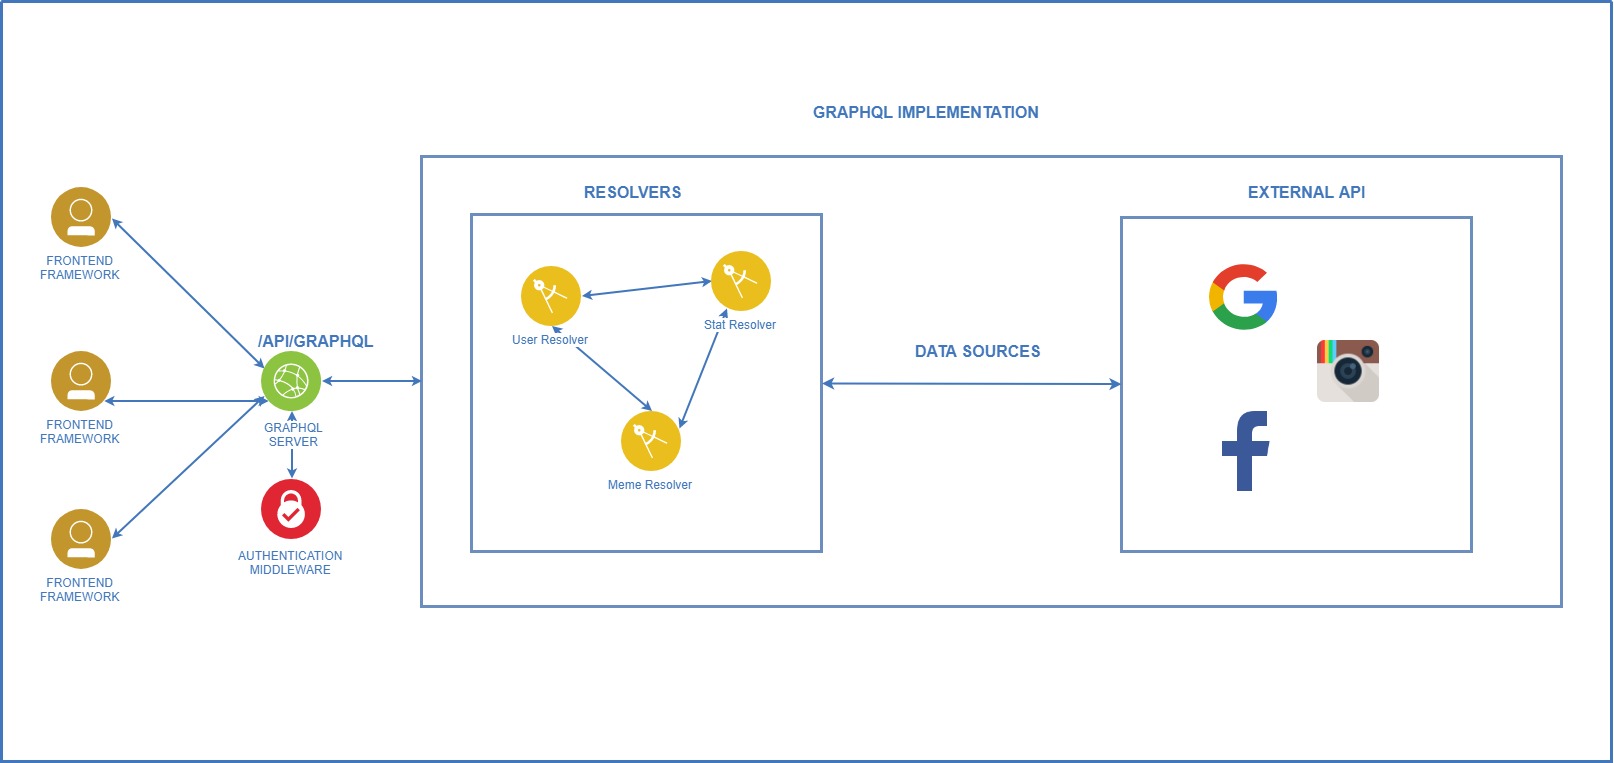 GRAPHQL IMPLEMENTATION
RESOLVERS
EXTERNAL API
FRONTEND
FRAMEWORK
User Resolver
Stat Resolver
/API/GRAPHQL
DATA SOURCES
FRONTEND
FRAMEWORK
GRAPHQL
SERVER
Meme Resolver
AUTHENTICATION
MIDDLEWARE
FRONTEND
FRAMEWORK